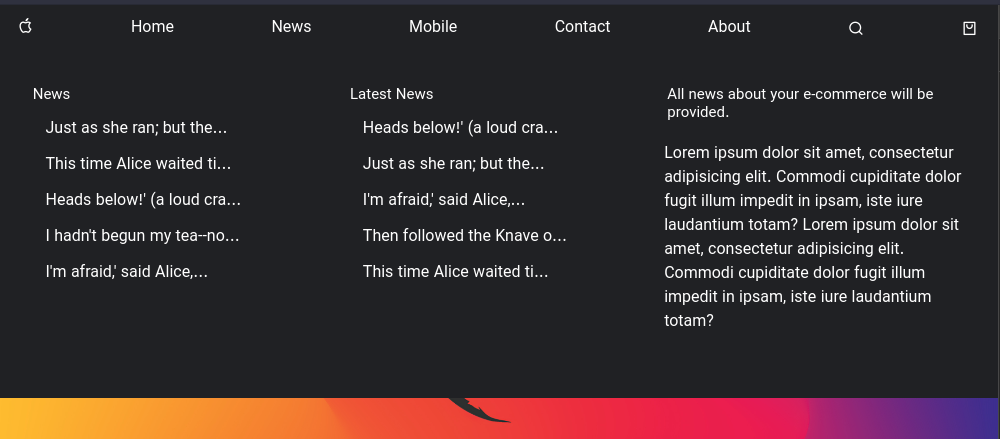 Home News Mobile Contact About
News
Just as she ran; but the...
This time Alice waited ti...
Heads below!' (a loud cra...
I hadn't begun my tea--no...
I'm afraid,' said Alice,...
Latest News
Heads below!' (a loud cra...
Just as she ran; but the...
I'm afraid,' said Alice,...
Then followed the Knave o...
This time Alice waited ti...
All news about your e-commerce will be
provided.
Lorem ipsum dolor sit amet, consectetur
adipisicing elit. Commodi cupiditate dolor
fugit illum impedit in ipsam, iste iure
laudantium totam? Lorem ipsum dolor sit
amet, consectetur adipisicing elit.
Commodi cupiditate dolor fugit illum
impedit in ipsam, iste iure laudantium
totam?